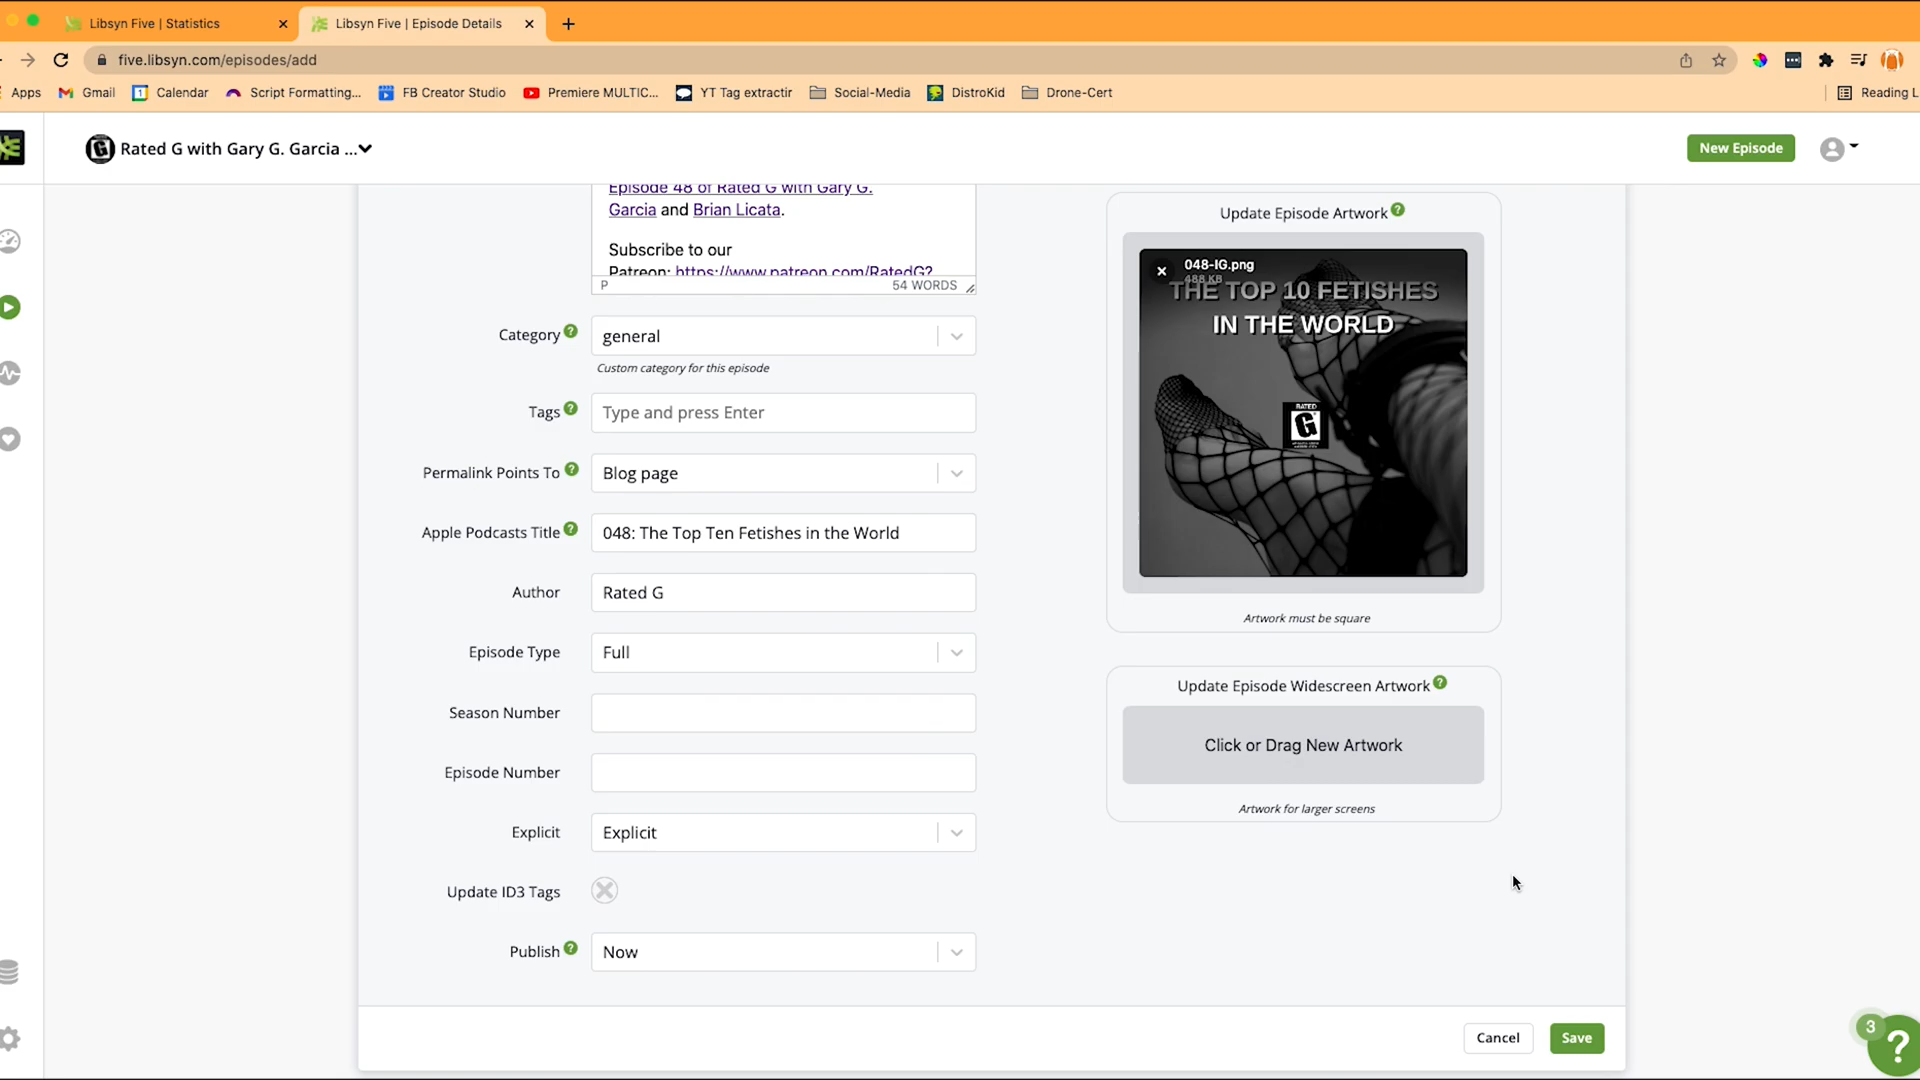 Libsyn Five | Statistics
Libsyn Five | Episode Details
five.libsyn.com/episodes/add
Apps
Gmail
Calendar
Script Formatting...
FB Creator Studio
Premiere MULTIC...
YT Tag extractir
Social-Media
DistroKid
Drone-Cert
Reading L
Rated G with Gary G. Garcia ...
New Episode
Episode 48 of Rated G with Gary G.
Garcia and Brian Licata.
Subscribe to our
Patreon: https://www.patreon.com/RatedG?
P
54 WORDS
Category
general
Custom category for this episode
Tags
Type and press Enter
Permalink Points To
Blog page
Apple Podcasts Title
048: The Top Ten Fetishes in the World
Author
Rated G
Episode Type
Full
Season Number
Episode Number
Explicit
Explicit
Update ID3 Tags
Publish
Now
Update Episode Artwork
048-IG.png
488 KB
THE TOP 10 FETISHES
IN THE WORLD
RATED
G
Artwork must be square
Update Episode Widescreen Artwork
Click or Drag New Artwork
Artwork for larger screens
Cancel
Save
3
?